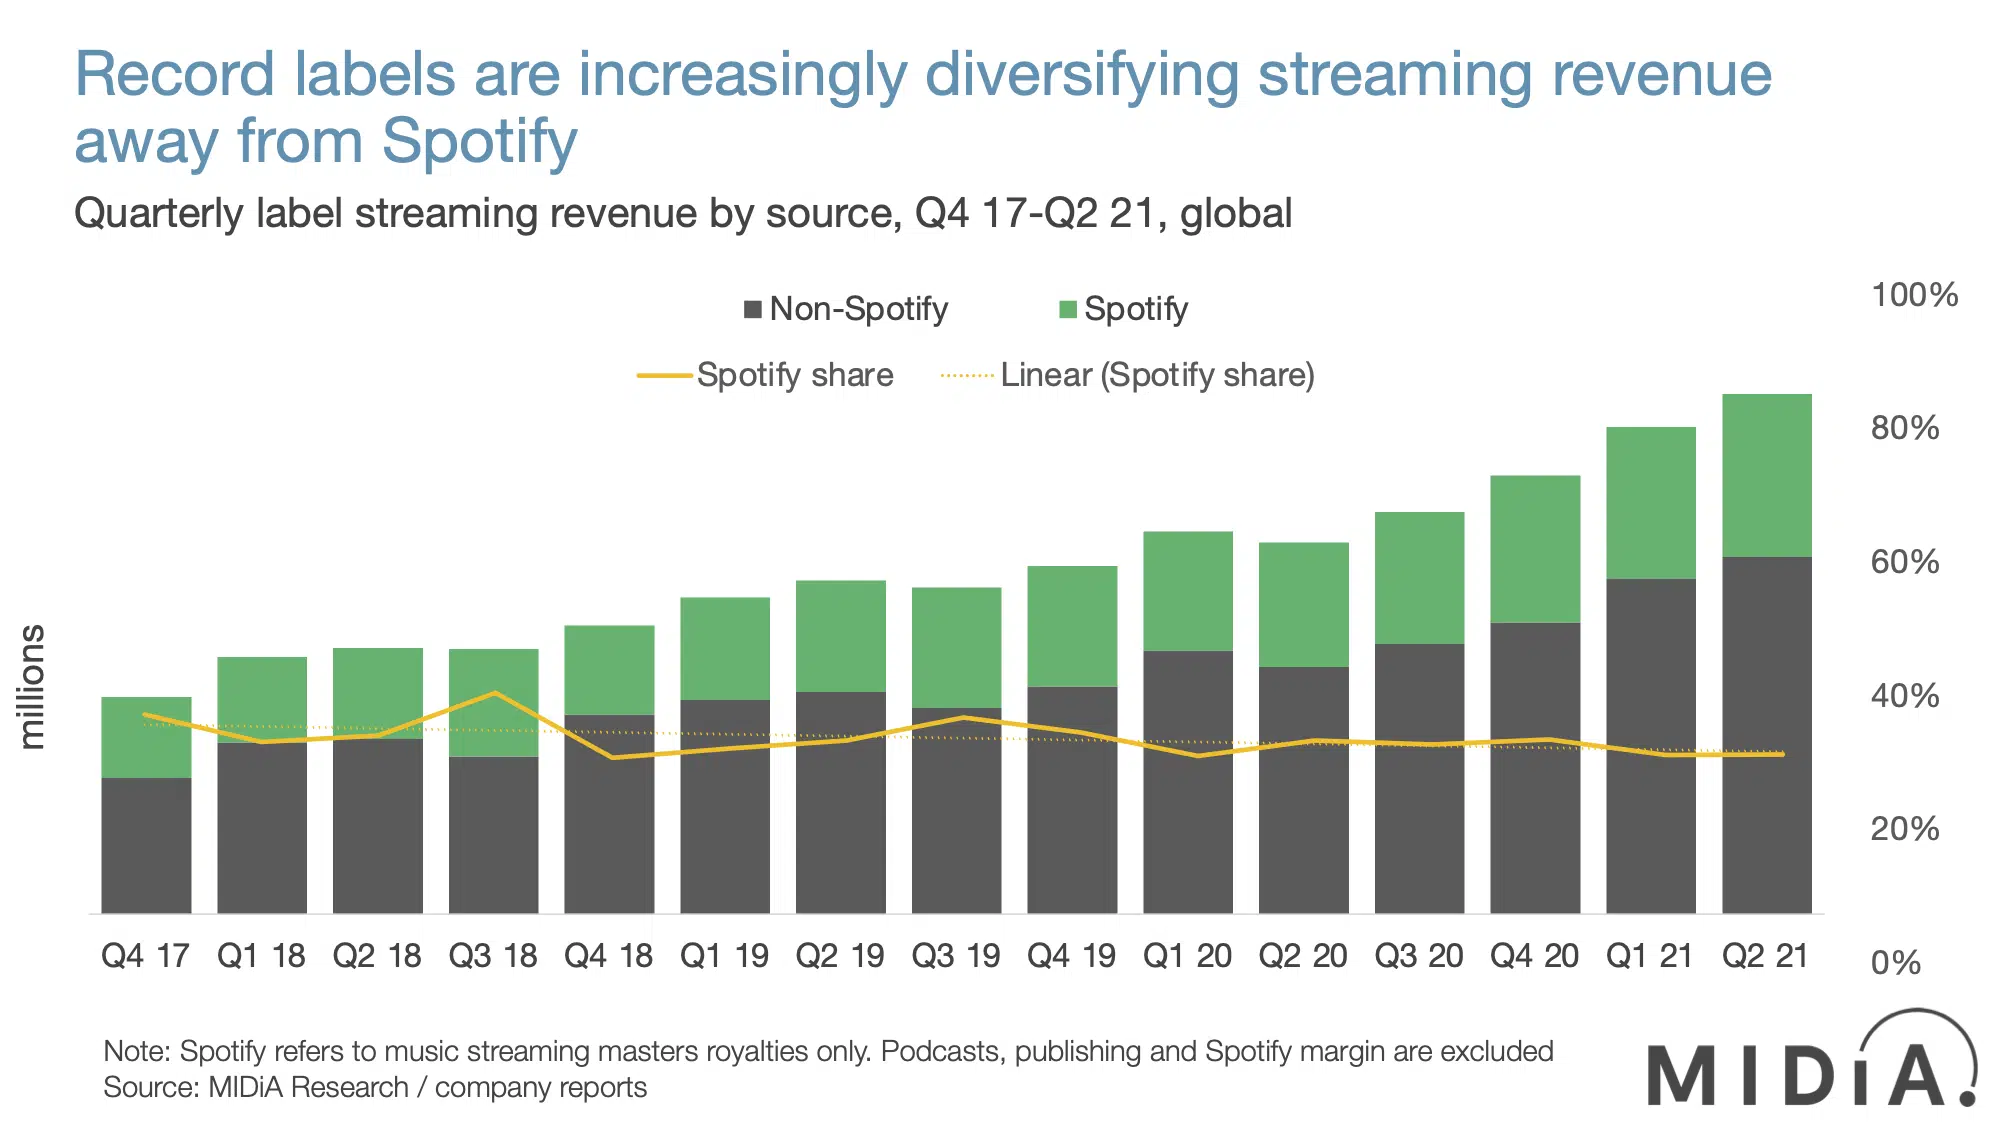 Record labels are increasingly diversifying streaming revenue
away from Spotify
Quarterly label streaming revenue by source, Q4 17-Q2 21, global
Non-Spotify Spotify
Spotify share Linear (Spotify share)
100%
80%
60%
40%
20%
0%
millions
Q4 17 Q1 18 Q2 18 Q3 18 Q4 18 Q1 19 Q2 19 Q3 19 Q4 19 Q1 20 Q2 20 Q3 20 Q4 20 Q1 21 Q2 21
Note: Spotify refers to music streaming masters royalties only. Podcasts, publishing and Spotify margin are excluded
Source: MIDiA Research / company reports
MIDiA.